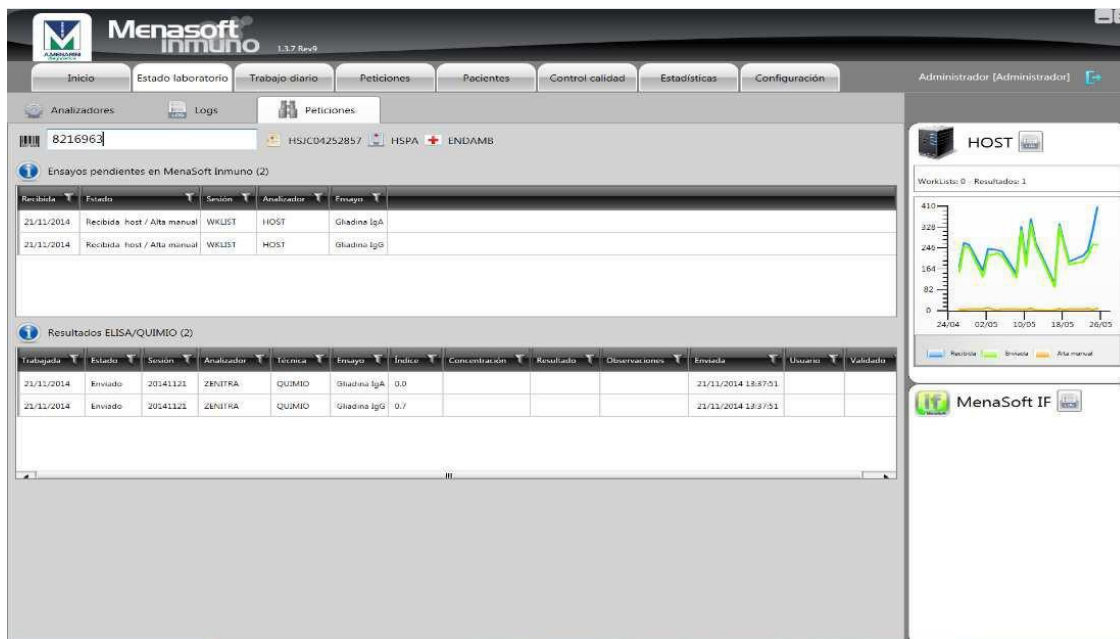 A.MENARINI
diagnostics
Menasoft
inmuno
1.3.7 Rev9
Inicio Estado laboratorio Trabajo diario Peticiones Pacientes Control calidad Estadísticas Configuración Administrador [Administrador]
Analizadores Logs Peticiones
8216963 HSJC04252857 HSPA ENDAMB
Ensayos pendientes en MenaSoft Inmuno (2)
Recibida Estado Sesión Analizador Ensayo
21/11/2014 Recibida host / Alta manual WKLIST HOST Gliadina IgA
21/11/2014 Recibida host / Alta manual WKLIST HOST Gliadina IgG
Resultados ELISA/QUIMIO (2)
Trabajada Estado Sesión Analizador Técnica Ensayo Índice Concentración Resultado Observaciones Enviada Usuario Validado
21/11/2014 Enviado 20141121 ZENITRA QUIMIO Gliadina IgA 0.0 21/11/2014 13:37:51
21/11/2014 Enviado 20141121 ZENITRA QUIMIO Gliadina IgG 0.7 21/11/2014 13:37:51
HOST
WorkLists: 0 - Resultados: 1
410
328
246
164
82
0
24/04 02/05 10/05 18/05 26/05
Recibida Enviada Alta manual
if MenaSoft IF